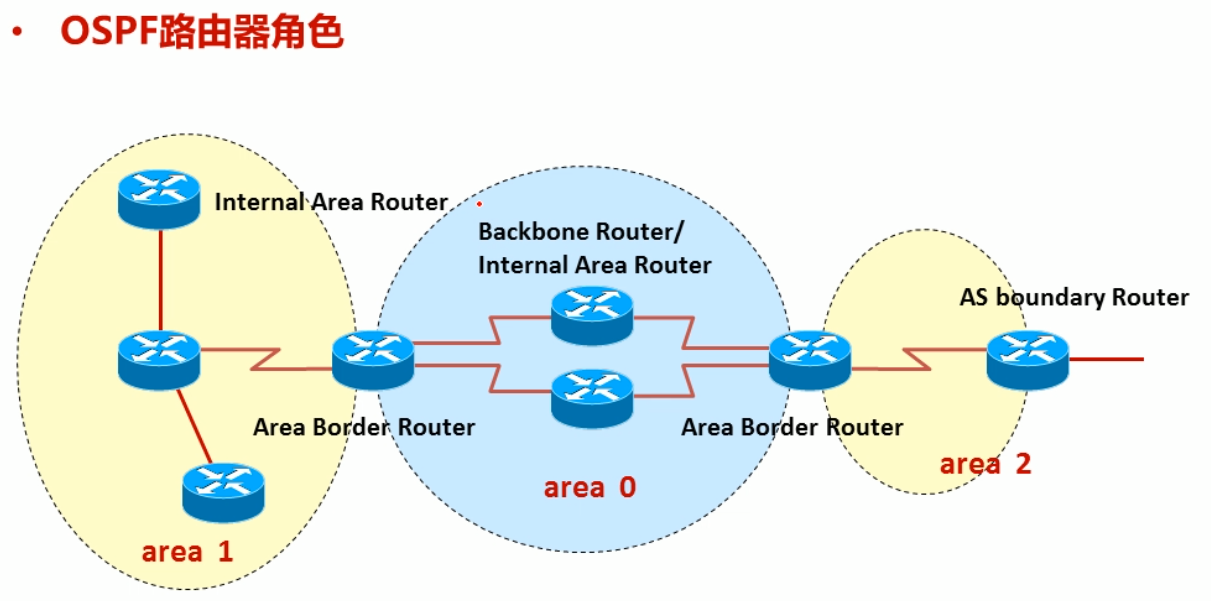 • OSPF路由器角色
Internal Area Router
Backbone Router/
Internal Area Router
AS boundary Router
Area Border Router
Area Border Router
area 2
area 0
area 1